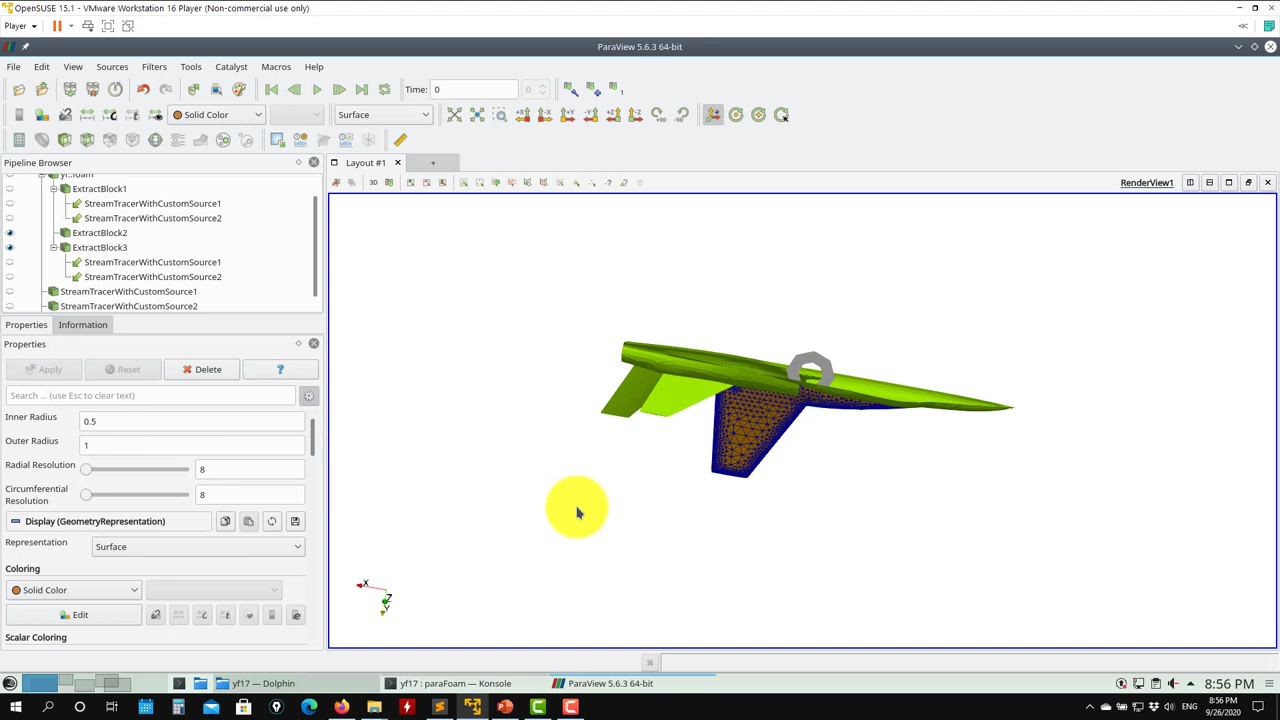 OpenSUSE 15.1 - VMware Workstation 16 Player (Non-commercial use only)
Player
ParaView 5.6.3 64-bit
File Edit View Sources Filters Tools Catalyst Macros Help
Time: 0 0
Solid Color Surface
+X -X +Y -Y +Z -Z +90 -90
Pipeline Browser
Layout #1 +
3D RenderView1
ExtractBlock1
StreamTracerWithCustomSource1
StreamTracerWithCustomSource2
ExtractBlock2
ExtractBlock3
StreamTracerWithCustomSource1
StreamTracerWithCustomSource2
StreamTracerWithCustomSource1
StreamTracerWithCustomSource2
Properties Information
Properties
Apply Reset Delete ?
Search ... (use Esc to clear text)
Inner Radius 0.5
Outer Radius 1
Radial Resolution 8
Circumferential Resolution 8
Display (GeometryRepresentation)
Representation Surface
Coloring
Solid Color
Edit
Scalar Coloring
X
Z
Y
yf17 — Dolphin yf17 : paraFoam — Konsole ParaView 5.6.3 64-bit 8:56 PM
8:56 PM
9/26/2020